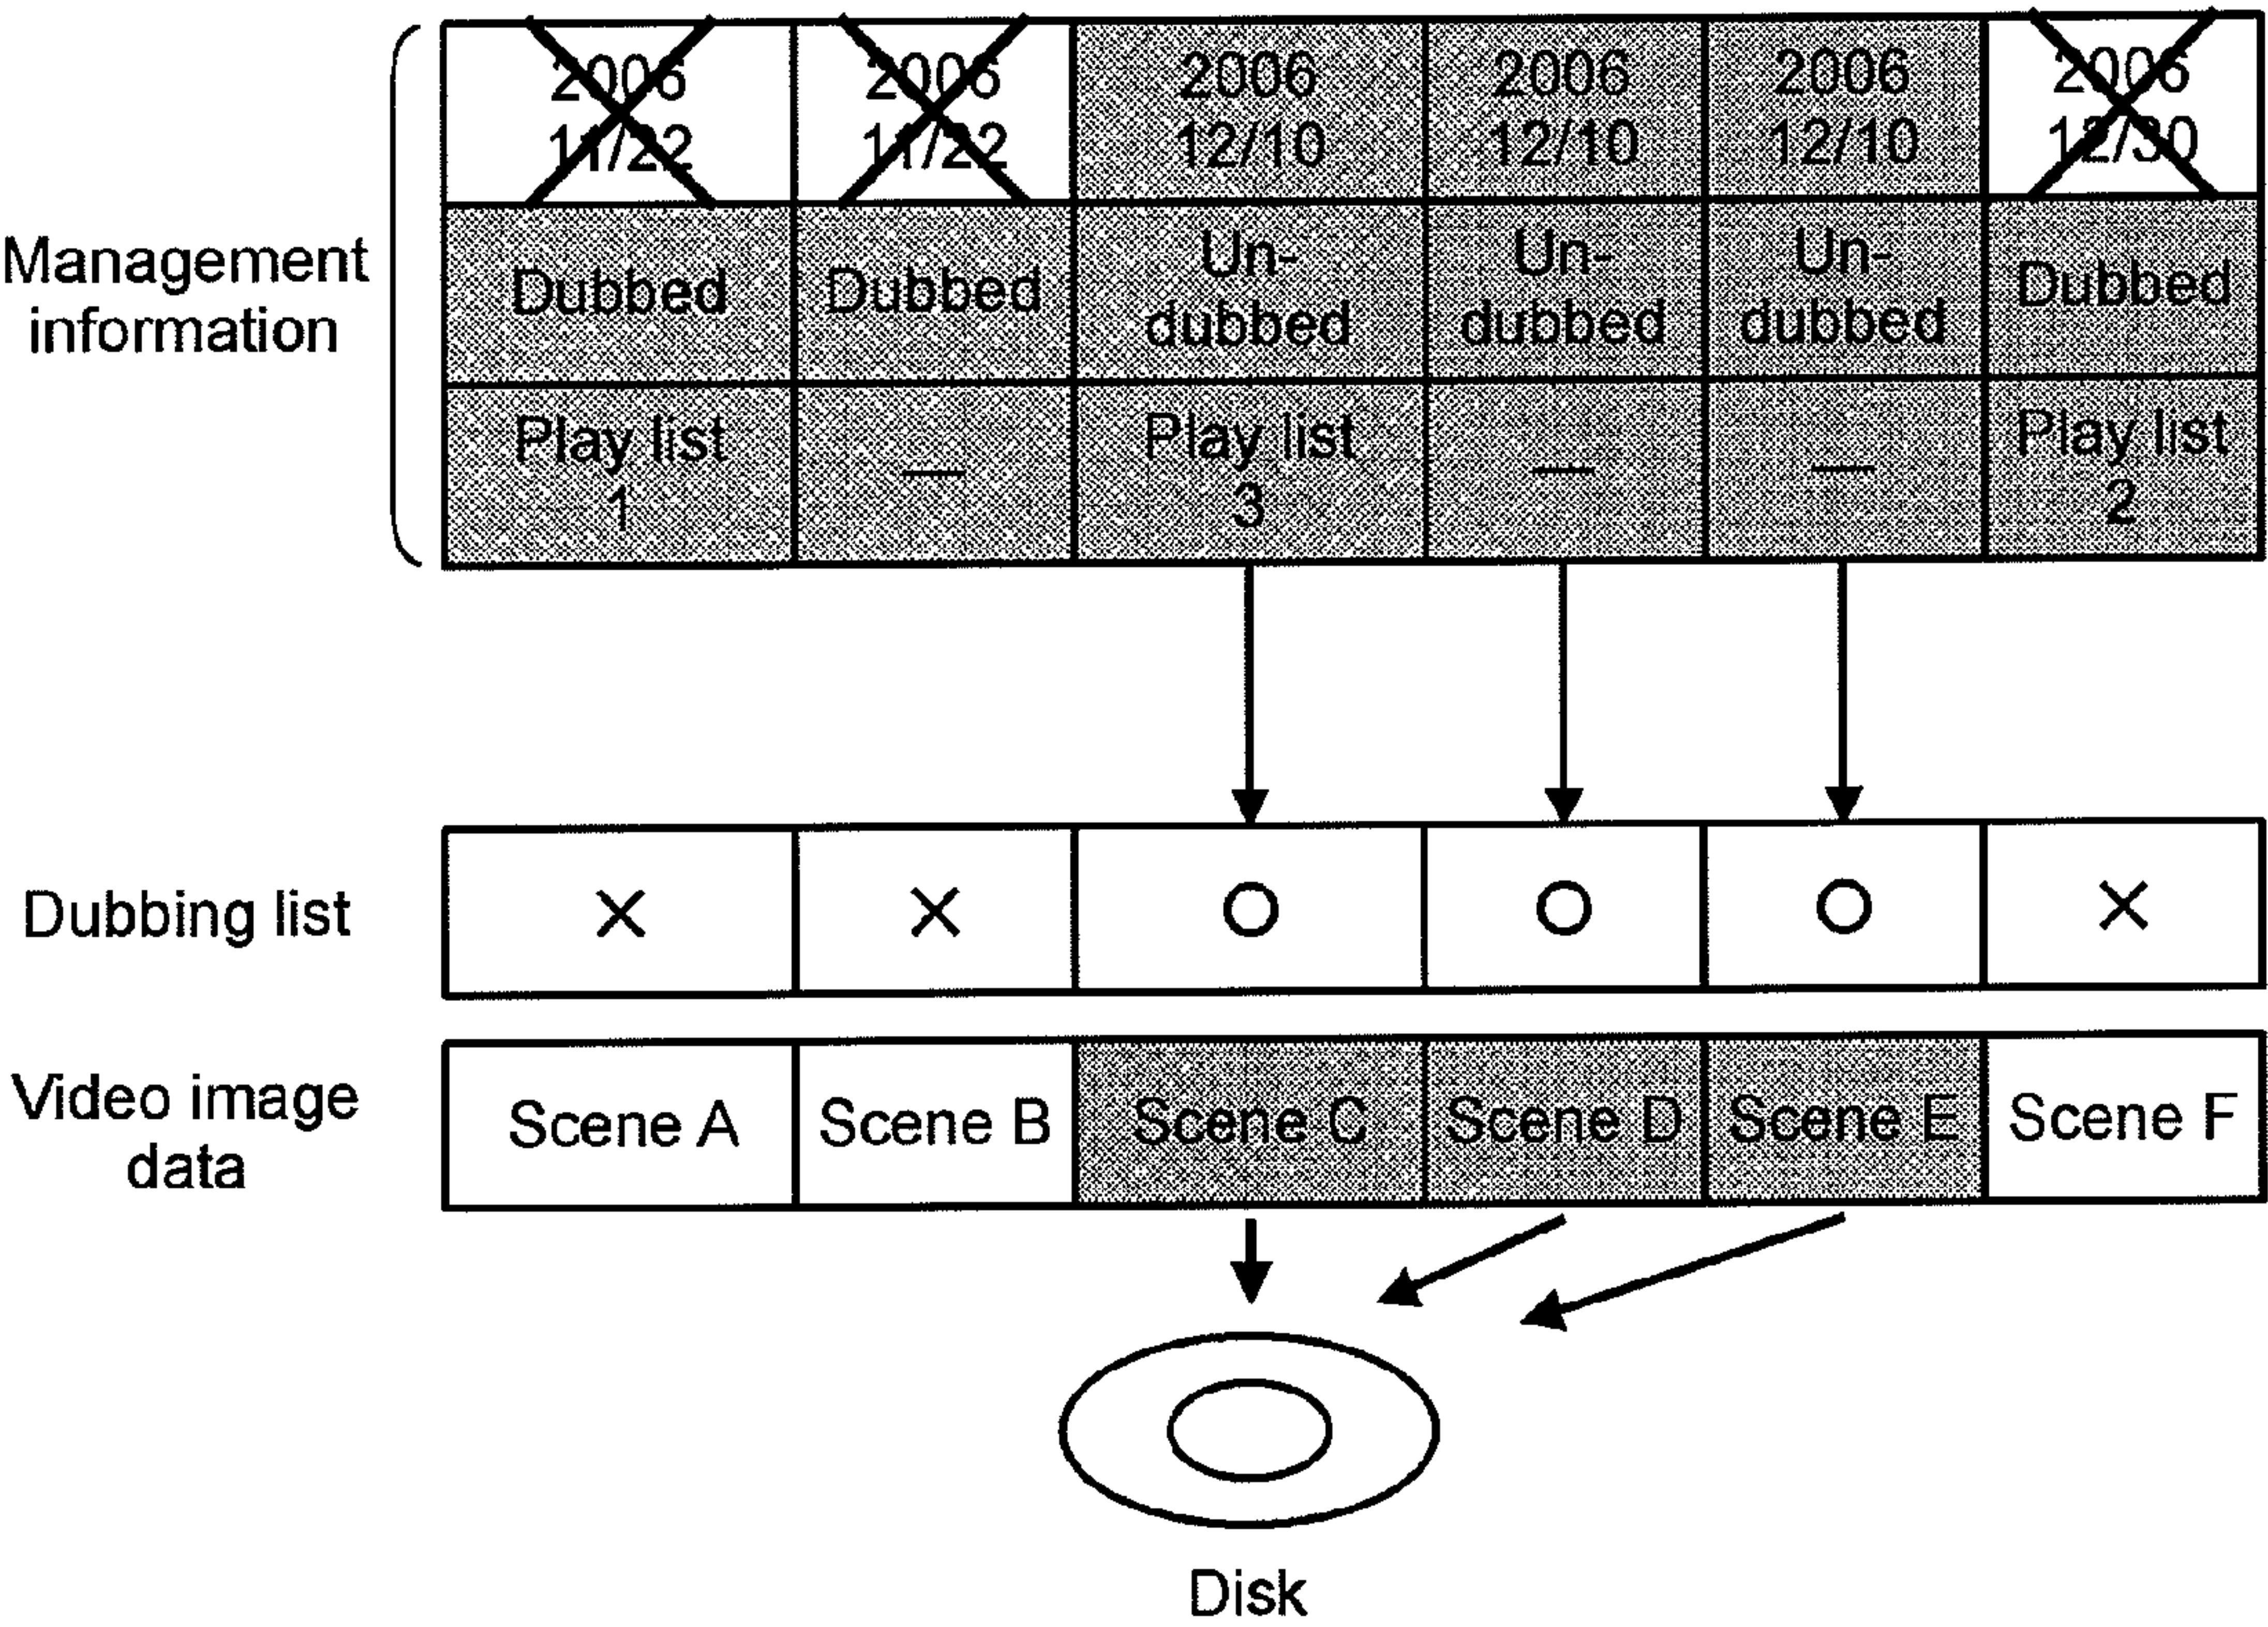 2006 2006 2006 2006 2006 2006
11/22 11/22 12/10 12/10 12/10 12/30
Management
information
Dubbed Dubbed Un-
dubbed Un-
dubbed Un-
dubbed Dubbed
Play list
1 — Play list
3 — — Play list
2
Dubbing list × × ○ ○ ○ ×
Video image
data
Scene A Scene B Scene C Scene D Scene E Scene F
Disk